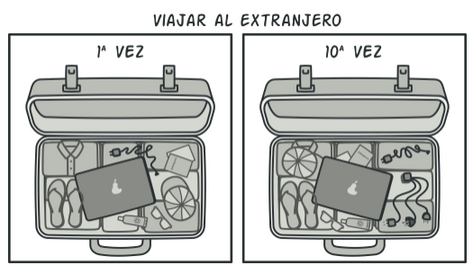 VIAJAR AL EXTRANJERO
1ª VEZ
10ª VEZ